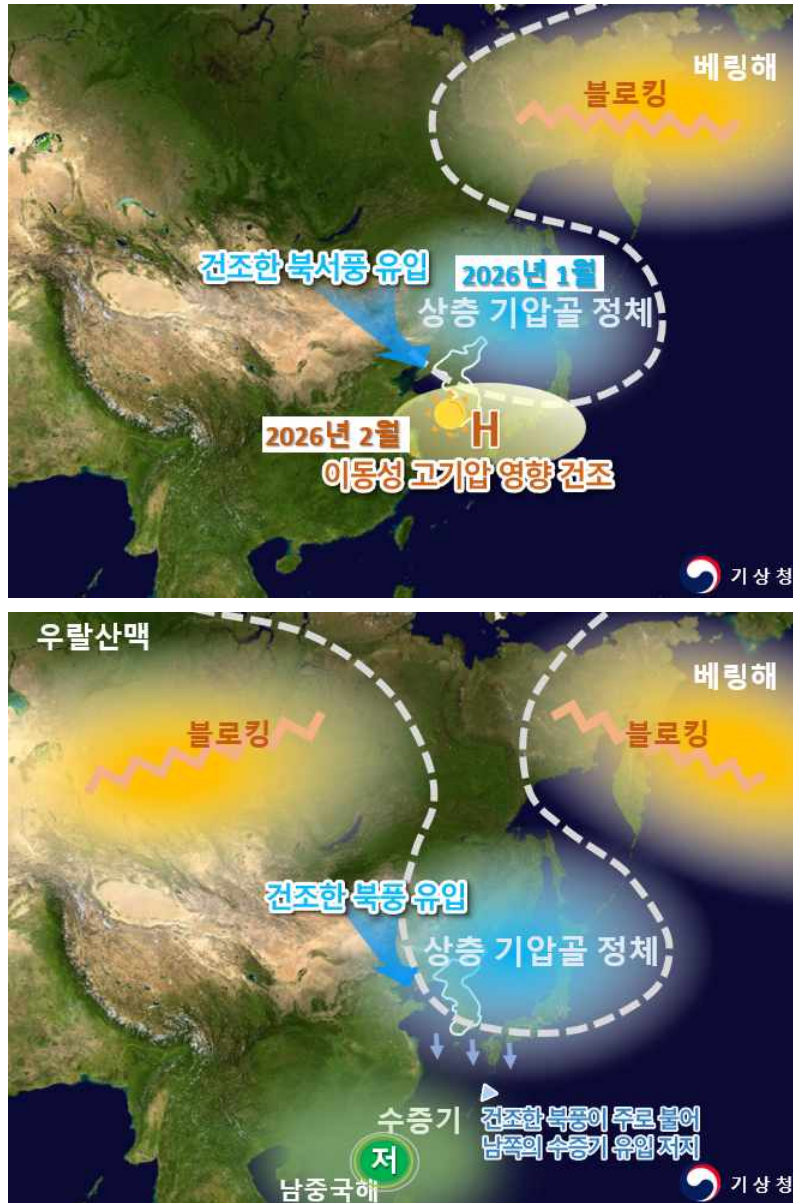 베링해
블로킹
건조한 북서풍 유입
2026년 1월
상층 기압골 정체
2026년 2월
H
이동성 고기압 영향 건조
기상청
우랄산맥
베링해
블로킹
블로킹
건조한 북풍 유입
상층 기압골 정체
수증기
건조한 북풍이 주로 불어
남쪽의 수증기 유입 저지
저
남중국해
기상청